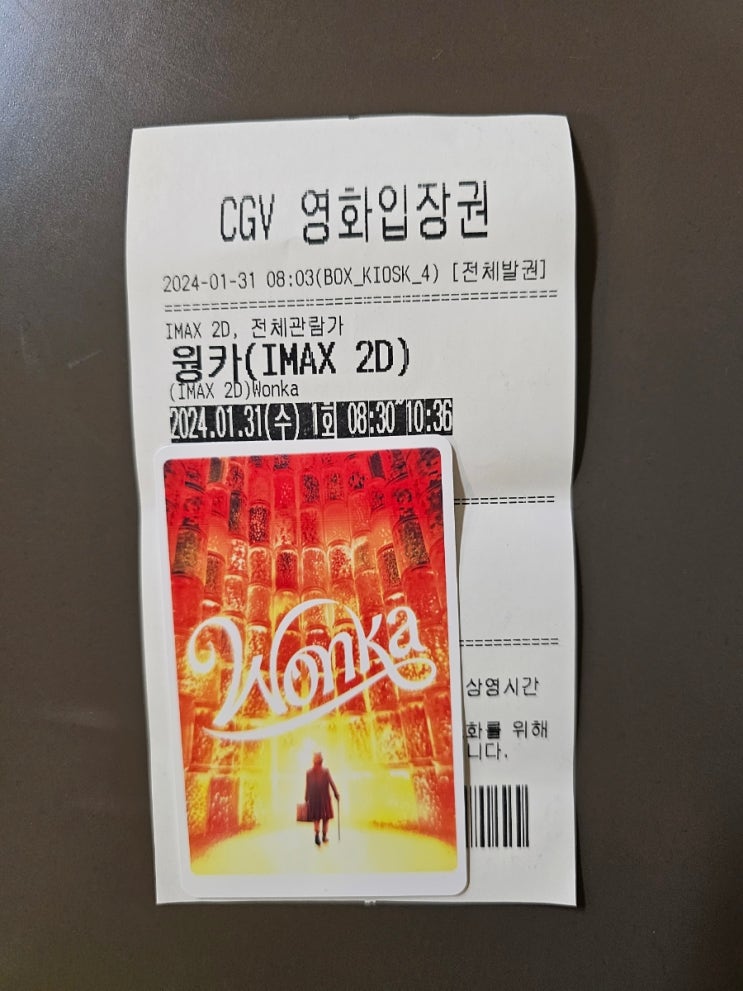 CGV 영화입장권
2024-01-31 08:03(BOX_KIOSK_4) [전체발권]
================================================
IMAX 2D, 전체관람가
웡카(IMAX 2D)
(IMAX 2D)Wonka
2024.01.31(수) 1회 08:30~10:36
Wonka
상영시간
화를 위해
니다.